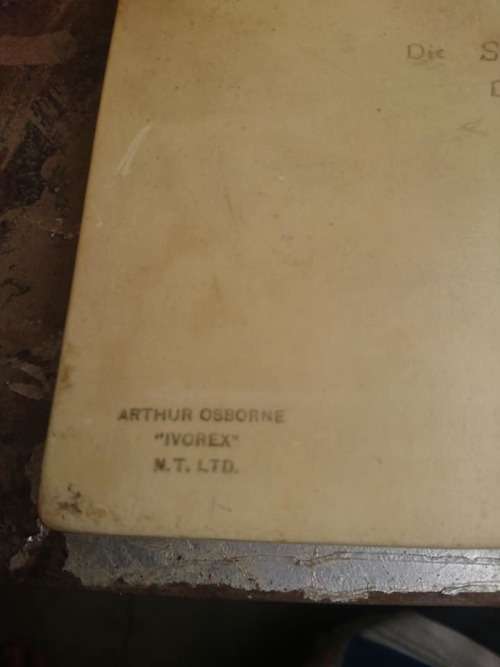 Die S
ARTHUR OSBORNE
"IVOREX"
N.T. LTD.